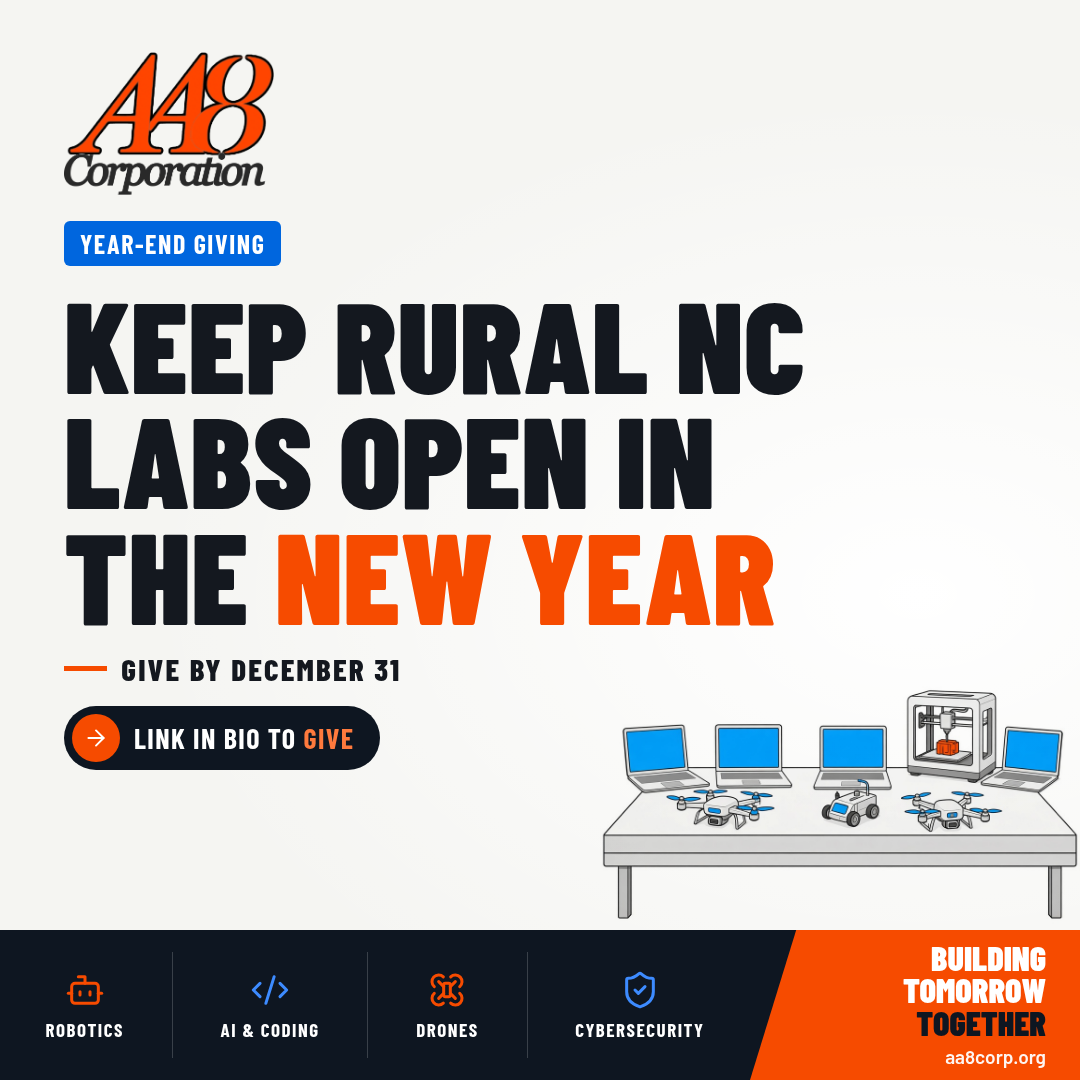 AA8
Corporation
YEAR-END GIVING
KEEP RURAL NC
LABS OPEN IN
THE NEW YEAR
GIVE BY DECEMBER 31
LINK IN BIO TO GIVE
ROBOTICS
AI & CODING
DRONES
CYBERSECURITY
BUILDING
TOMORROW
TOGETHER
aa8corp.org